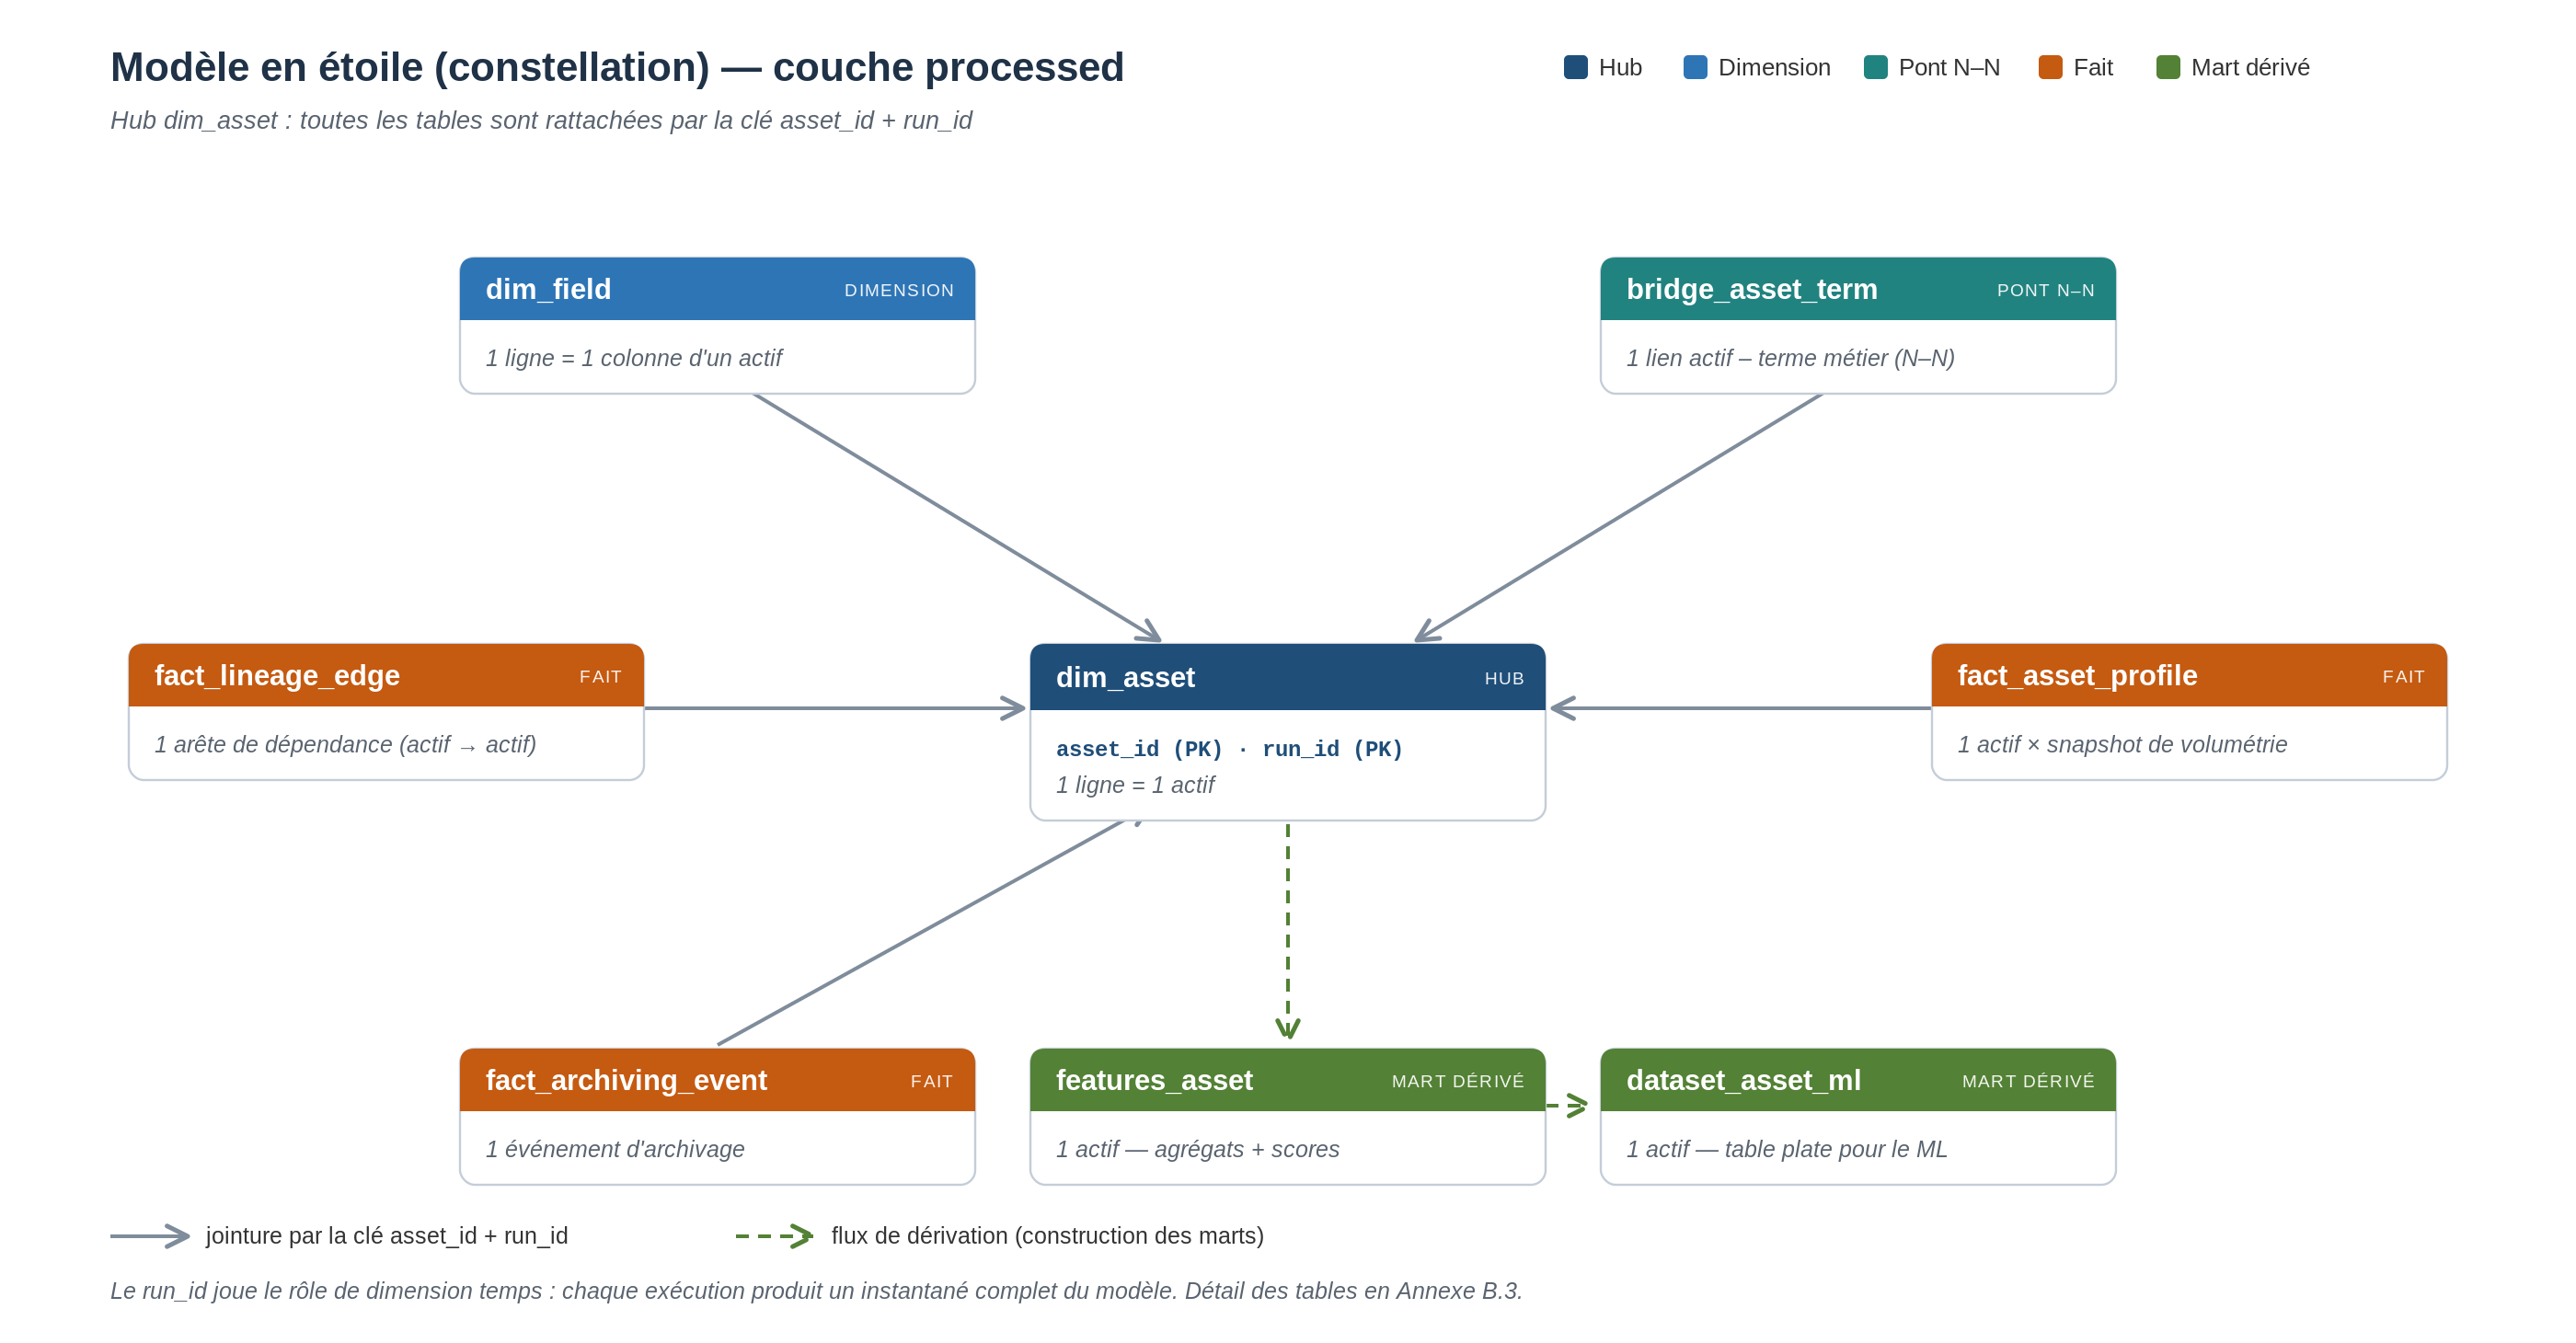 Modèle en étoile (constellation) — couche processed
Hub
Dimension
Pont N–N
Fait
Mart dérivé
Hub dim_asset : toutes les tables sont rattachées par la clé asset_id + run_id
dim_field
DIMENSION
1 ligne = 1 colonne d'un actif
bridge_asset_term
PONT N–N
1 lien actif – terme métier (N–N)
fact_lineage_edge
FAIT
1 arête de dépendance (actif → actif)
dim_asset
HUB
asset_id (PK) · run_id (PK)
1 ligne = 1 actif
fact_asset_profile
FAIT
1 actif × snapshot de volumétrie
fact_archiving_event
FAIT
1 événement d'archivage
features_asset
MART DÉRIVÉ
1 actif — agrégats + scores
dataset_asset_ml
MART DÉRIVÉ
1 actif — table plate pour le ML
jointure par la clé asset_id + run_id
flux de dérivation (construction des marts)
Le run_id joue le rôle de dimension temps : chaque exécution produit un instantané complet du modèle. Détail des tables en Annexe B.3.